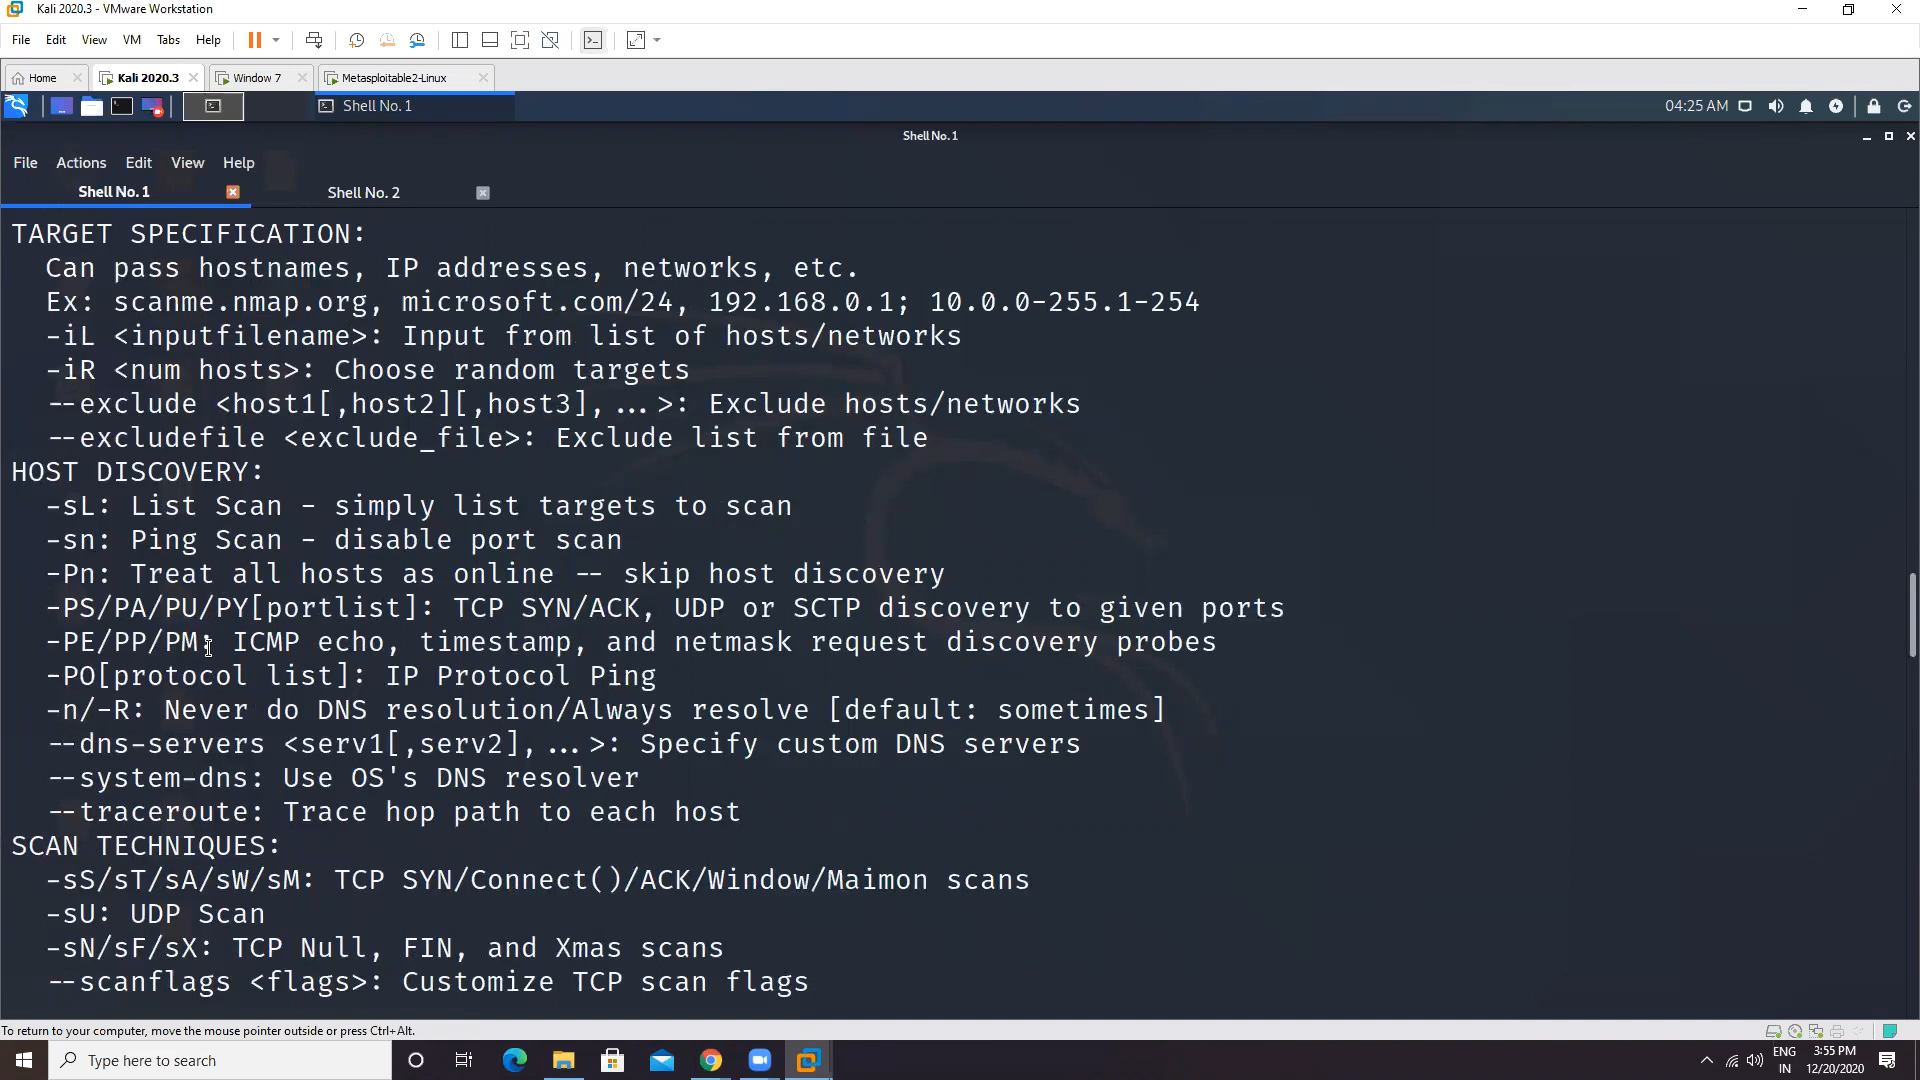 Kali 2020.3 - VMware Workstation
File Edit View VM Tabs Help
Home Kali 2020.3 Window 7 Metasploitable2-Linux
Shell No. 1 04:25 AM
Shell No. 1
File Actions Edit View Help
Shell No. 1 Shell No. 2
TARGET SPECIFICATION:
Can pass hostnames, IP addresses, networks, etc.
Ex: scanme.nmap.org, microsoft.com/24, 192.168.0.1; 10.0.0-255.1-254
-iL <inputfilename>: Input from list of hosts/networks
-iR <num hosts>: Choose random targets
--exclude <host1[,host2][,host3],...>: Exclude hosts/networks
--excludefile <exclude_file>: Exclude list from file
HOST DISCOVERY:
-sL: List Scan - simply list targets to scan
-sn: Ping Scan - disable port scan
-Pn: Treat all hosts as online -- skip host discovery
-PS/PA/PU/PY[portlist]: TCP SYN/ACK, UDP or SCTP discovery to given ports
-PE/PP/PM: ICMP echo, timestamp, and netmask request discovery probes
-PO[protocol list]: IP Protocol Ping
-n/-R: Never do DNS resolution/Always resolve [default: sometimes]
--dns-servers <serv1[,serv2],...>: Specify custom DNS servers
--system-dns: Use OS's DNS resolver
--traceroute: Trace hop path to each host
SCAN TECHNIQUES:
-sS/sT/sA/sW/sM: TCP SYN/Connect()/ACK/Window/Maimon scans
-sU: UDP Scan
-sN/sF/sX: TCP Null, FIN, and Xmas scans
--scanflags <flags>: Customize TCP scan flags
To return to your computer, move the mouse pointer outside or press Ctrl+Alt.
Type here to search
ENG 3:55 PM
IN 12/20/2020